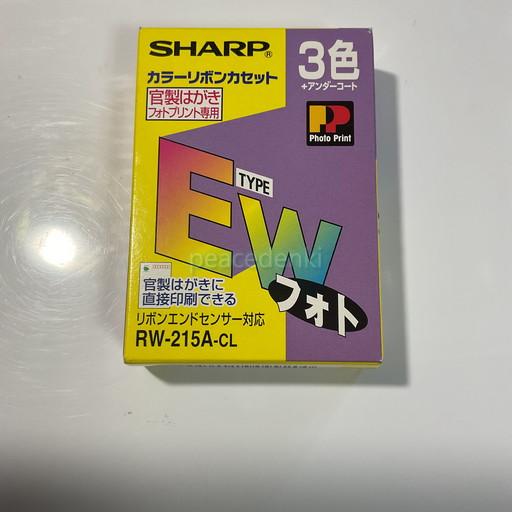 SHARP®
カラーリボンカセット
官製はがき
フォトプリント専用
3色
+アンダーコート
PP
Photo Print
TYPE
EW
フォト
peacedenki
官製はがきに
直接印刷できる
リボンエンドセンサー対応
RW-215A-CL